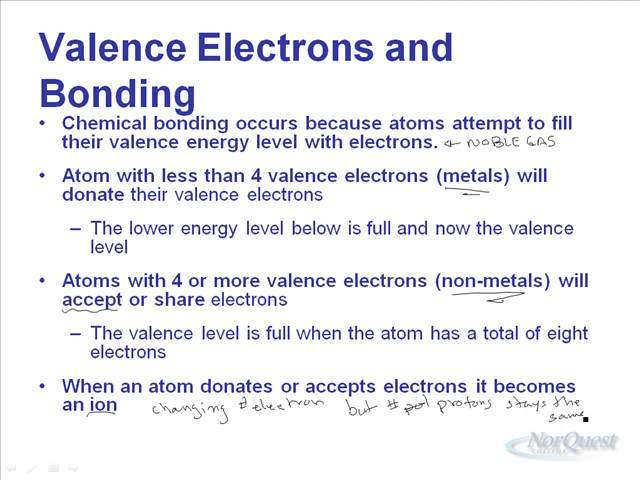 Valence Electrons and
Bonding
• Chemical bonding occurs because atoms attempt to fill
their valence energy level with electrons. ← NOBLE GAS
• Atom with less than 4 valence electrons (metals) will
donate their valence electrons
– The lower energy level below is full and now the valence
level
• Atoms with 4 or more valence electrons (non-metals) will
accept or share electrons
– The valence level is full when the atom has a total of eight
electrons
• When an atom donates or accepts electrons it becomes
an ion changing # electron but # protons stays the
same
NorQuest
COLLEGE